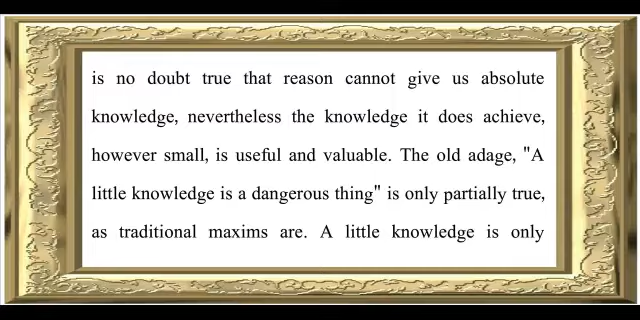 is no doubt true that reason cannot give us absolute
knowledge, nevertheless the knowledge it does achieve,
however small, is useful and valuable. The old adage, "A
little knowledge is a dangerous thing" is only partially true,
as traditional maxims are. A little knowledge is only